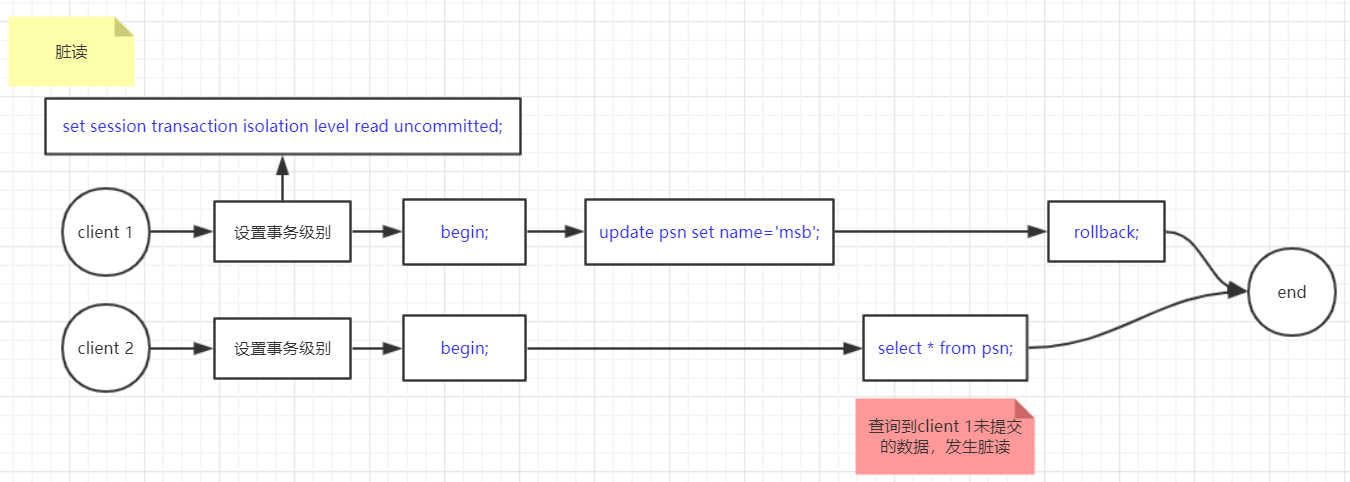 脏读
set session transaction isolation level read uncommitted;
client 1
设置事务级别
begin;
update psn set name='msb';
rollback;
end
client 2
设置事务级别
begin;
select * from psn;
查询到client 1未提交
的数据，发生脏读